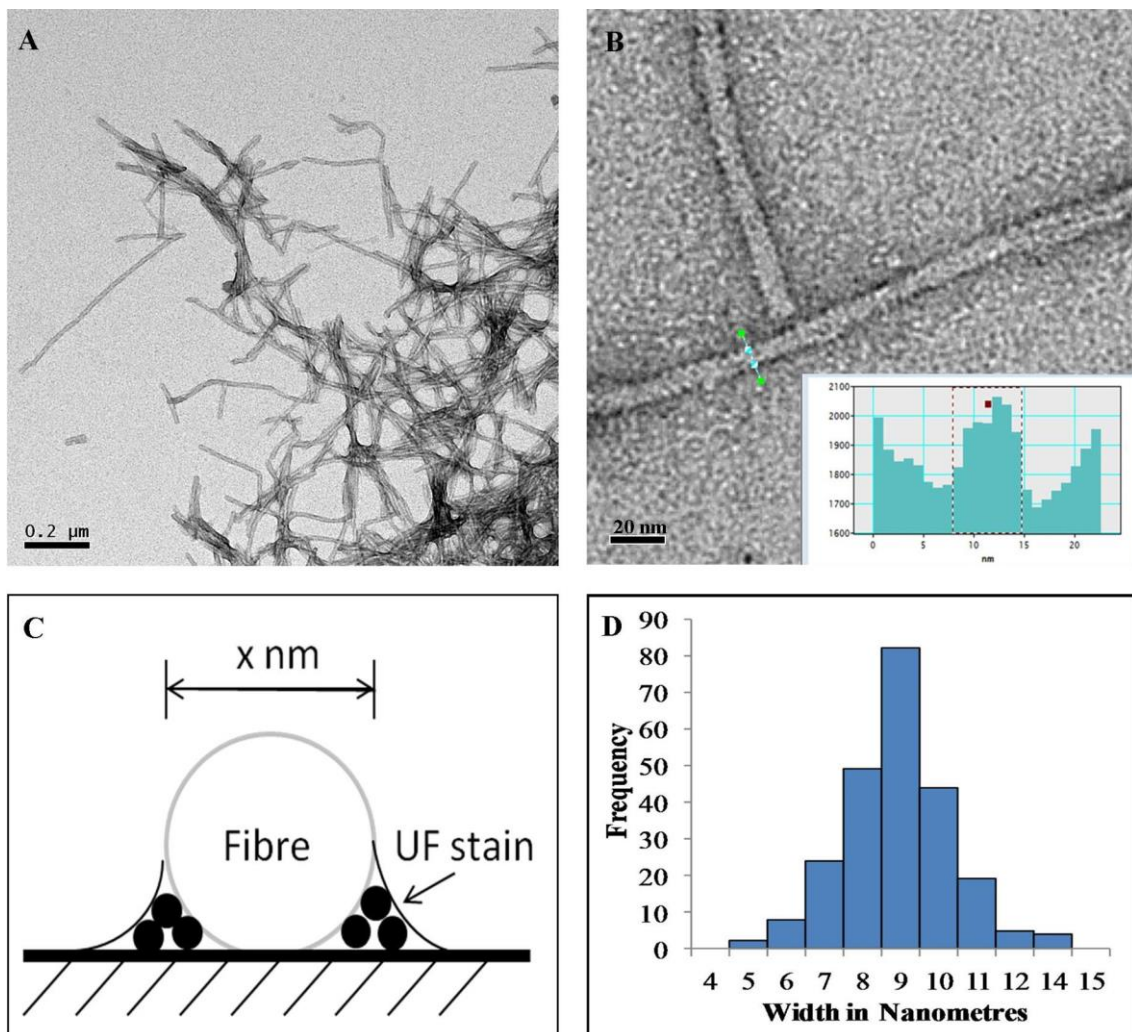 A
0.2 µm
B
20 nm
2100
2000
1900
1800
1700
1600
0 5 10 15 20
nm
C
x nm
Fibre
UF stain
D
90
80
70
60
50
40
30
20
10
0
Frequency
4 5 6 7 8 9 10 11 12 13 14 15
Width in Nanometres